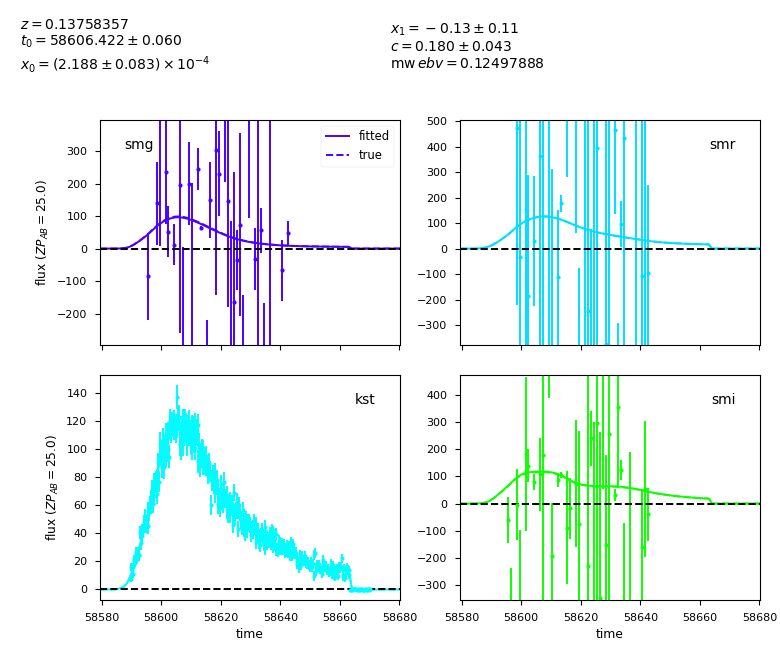 z = 0.13758357
t₀ = 58606.422 ± 0.060
x₀ = (2.188 ± 0.083) × 10⁻⁴
x₁ = −0.13 ± 0.11
c = 0.180 ± 0.043
mw ebv = 0.12497888
smg
fitted
true
flux (ZP_AB = 25.0)
300
200
100
0
−100
−200
smr
500
400
300
200
100
0
−100
−200
−300
kst
flux (ZP_AB = 25.0)
140
120
100
80
60
40
20
0
58580
58600
58620
58640
58660
58680
time
smi
400
300
200
100
0
−100
−200
−300
58580
58600
58620
58640
58660
58680
time